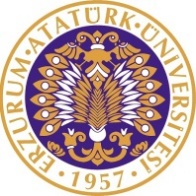 ERZURUM • ATATÜRK • ÜNİVERSİTESİ
• 1957 •